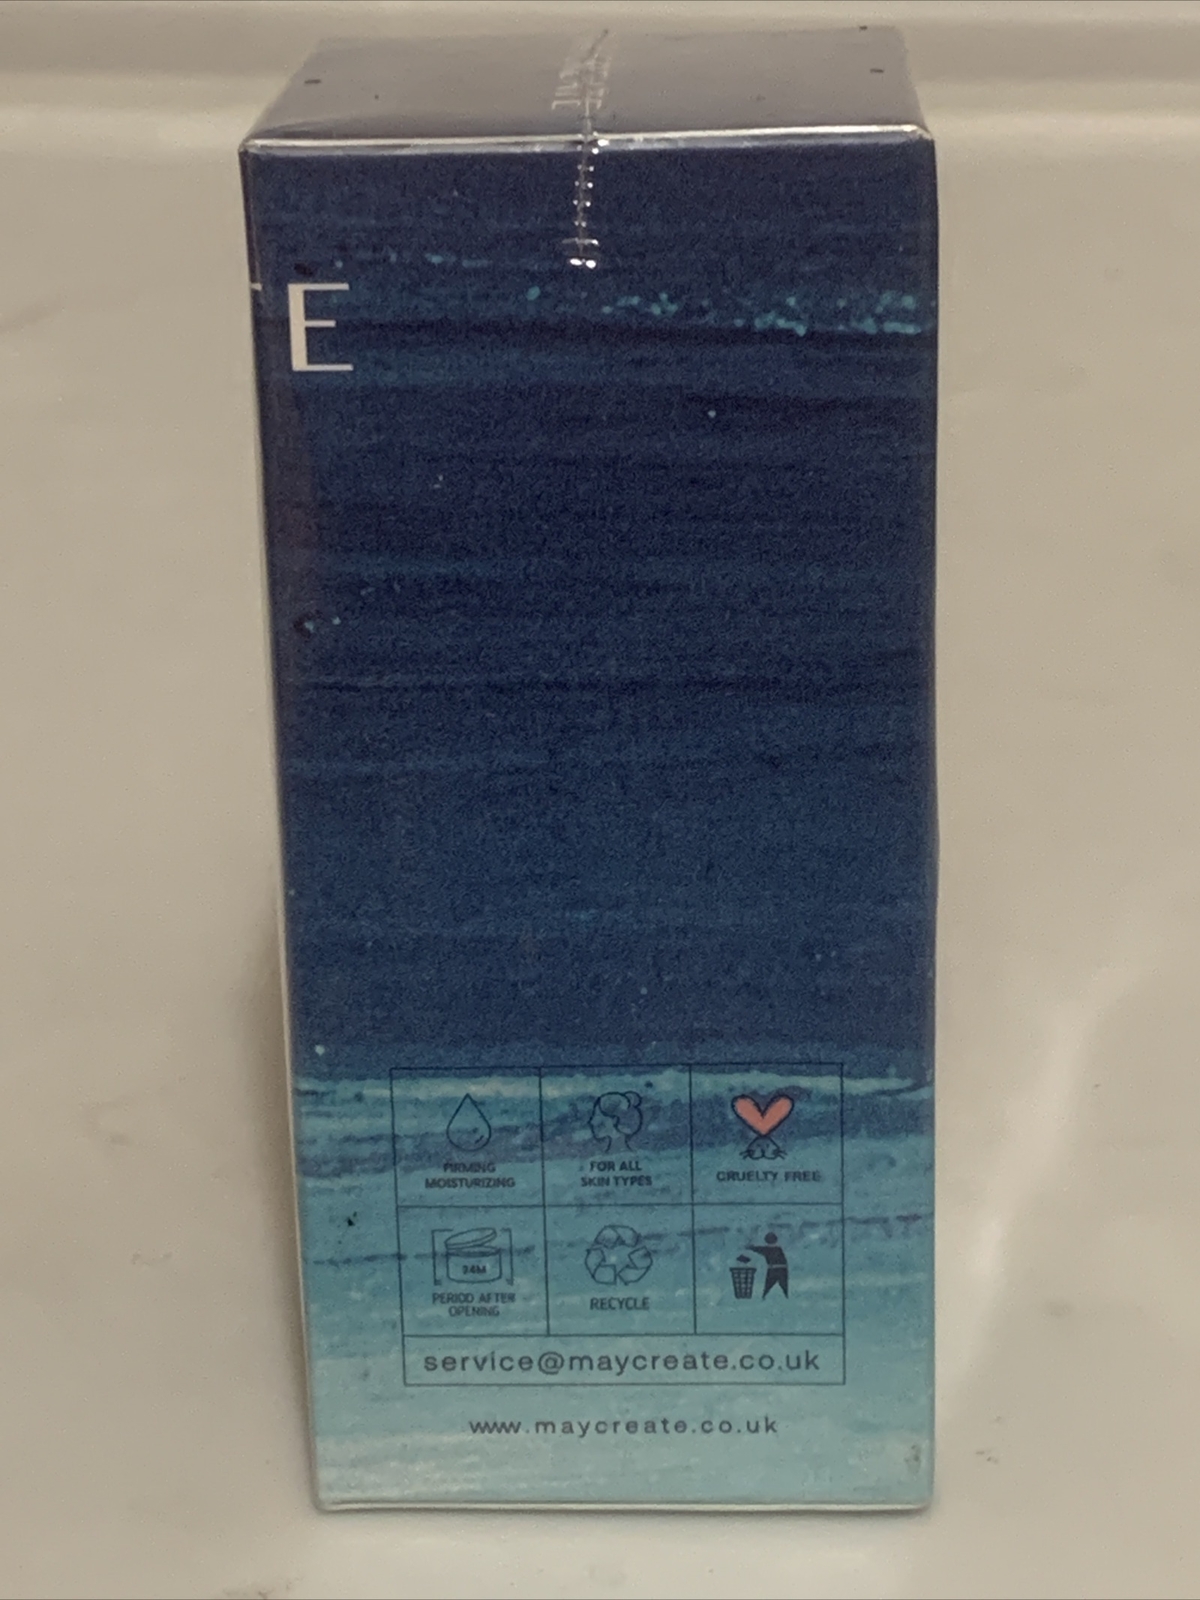 E
FIRMING
MOISTURIZING
FOR ALL
SKIN TYPES
CRUELTY FREE
24M
PERIOD AFTER
OPENING
RECYCLE
service@maycreate.co.uk
www.maycreate.co.uk